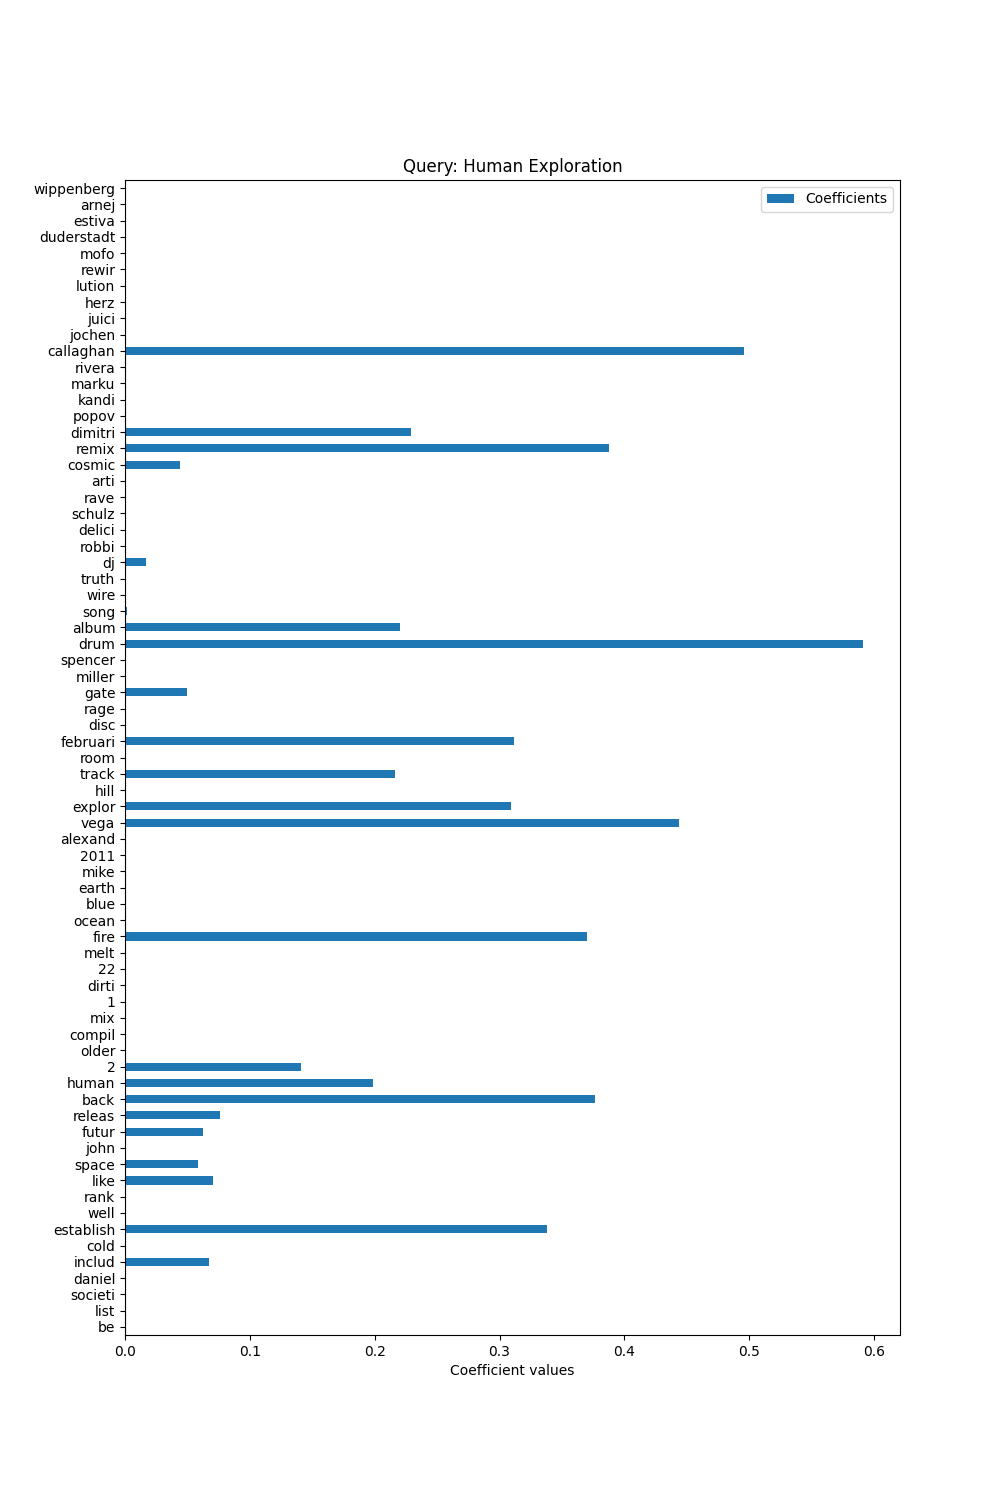 Query: Human Exploration
Coefficients
wippenberg
arnej
estiva
duderstadt
mofo
rewir
lution
herz
juici
jochen
callaghan
rivera
marku
kandi
popov
dimitri
remix
cosmic
arti
rave
schulz
delici
robbi
dj
truth
wire
song
album
drum
spencer
miller
gate
rage
disc
februari
room
track
hill
explor
vega
alexand
2011
mike
earth
blue
ocean
fire
melt
22
dirti
1
mix
compil
older
2
human
back
releas
futur
john
space
like
rank
well
establish
cold
includ
daniel
societi
list
be
0.0 0.1 0.2 0.3 0.4 0.5 0.6
Coefficient values